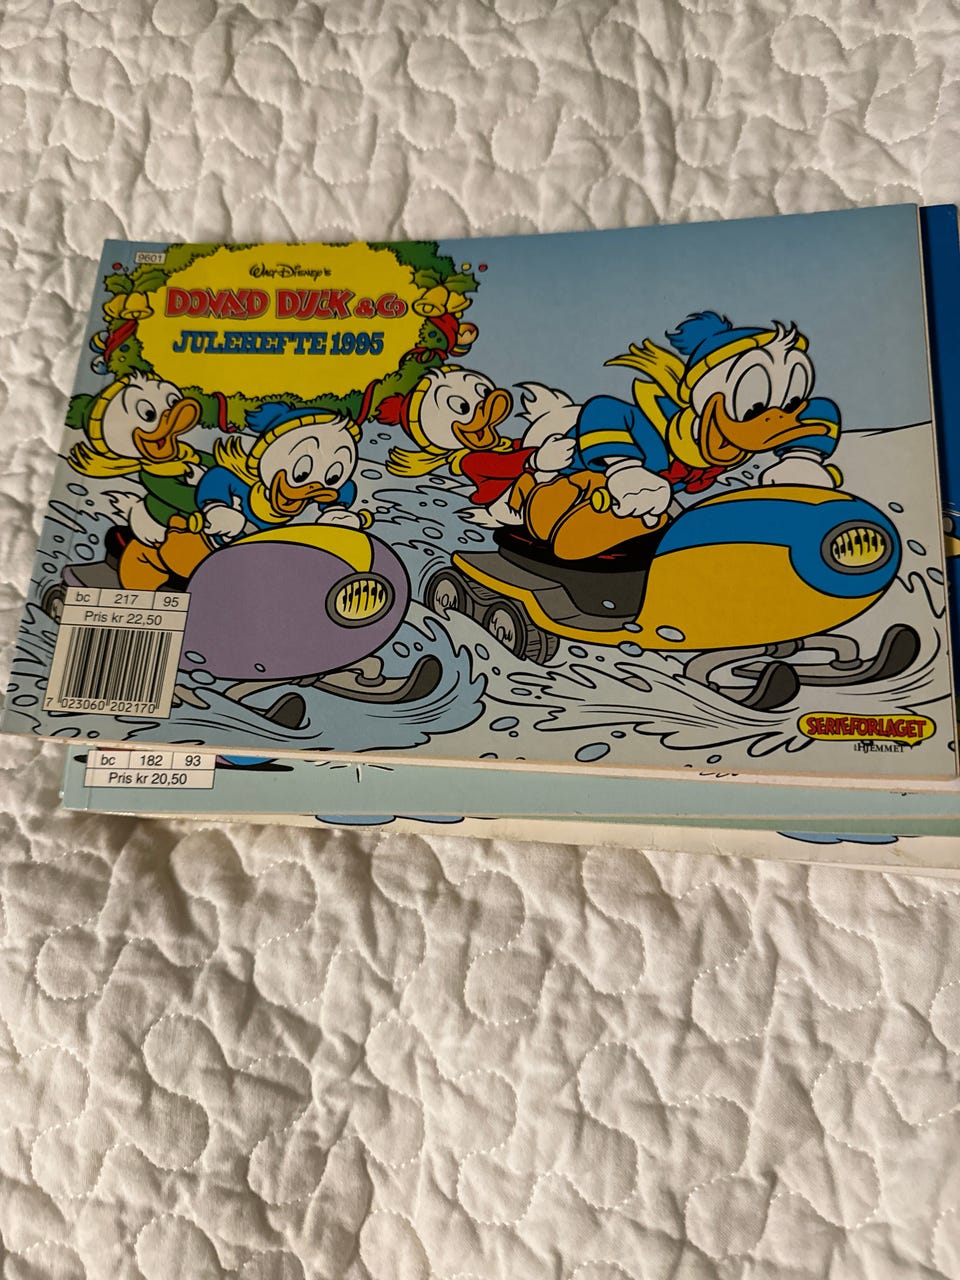 9601
Walt Disney's
DONALD DUCK & Co
JULEHEFTE 1995
bc 217 95
Pris kr 22,50
7 023060 202170
SERIEFORLAGET
HJEMMET
bc 182 93
Pris kr 20,50